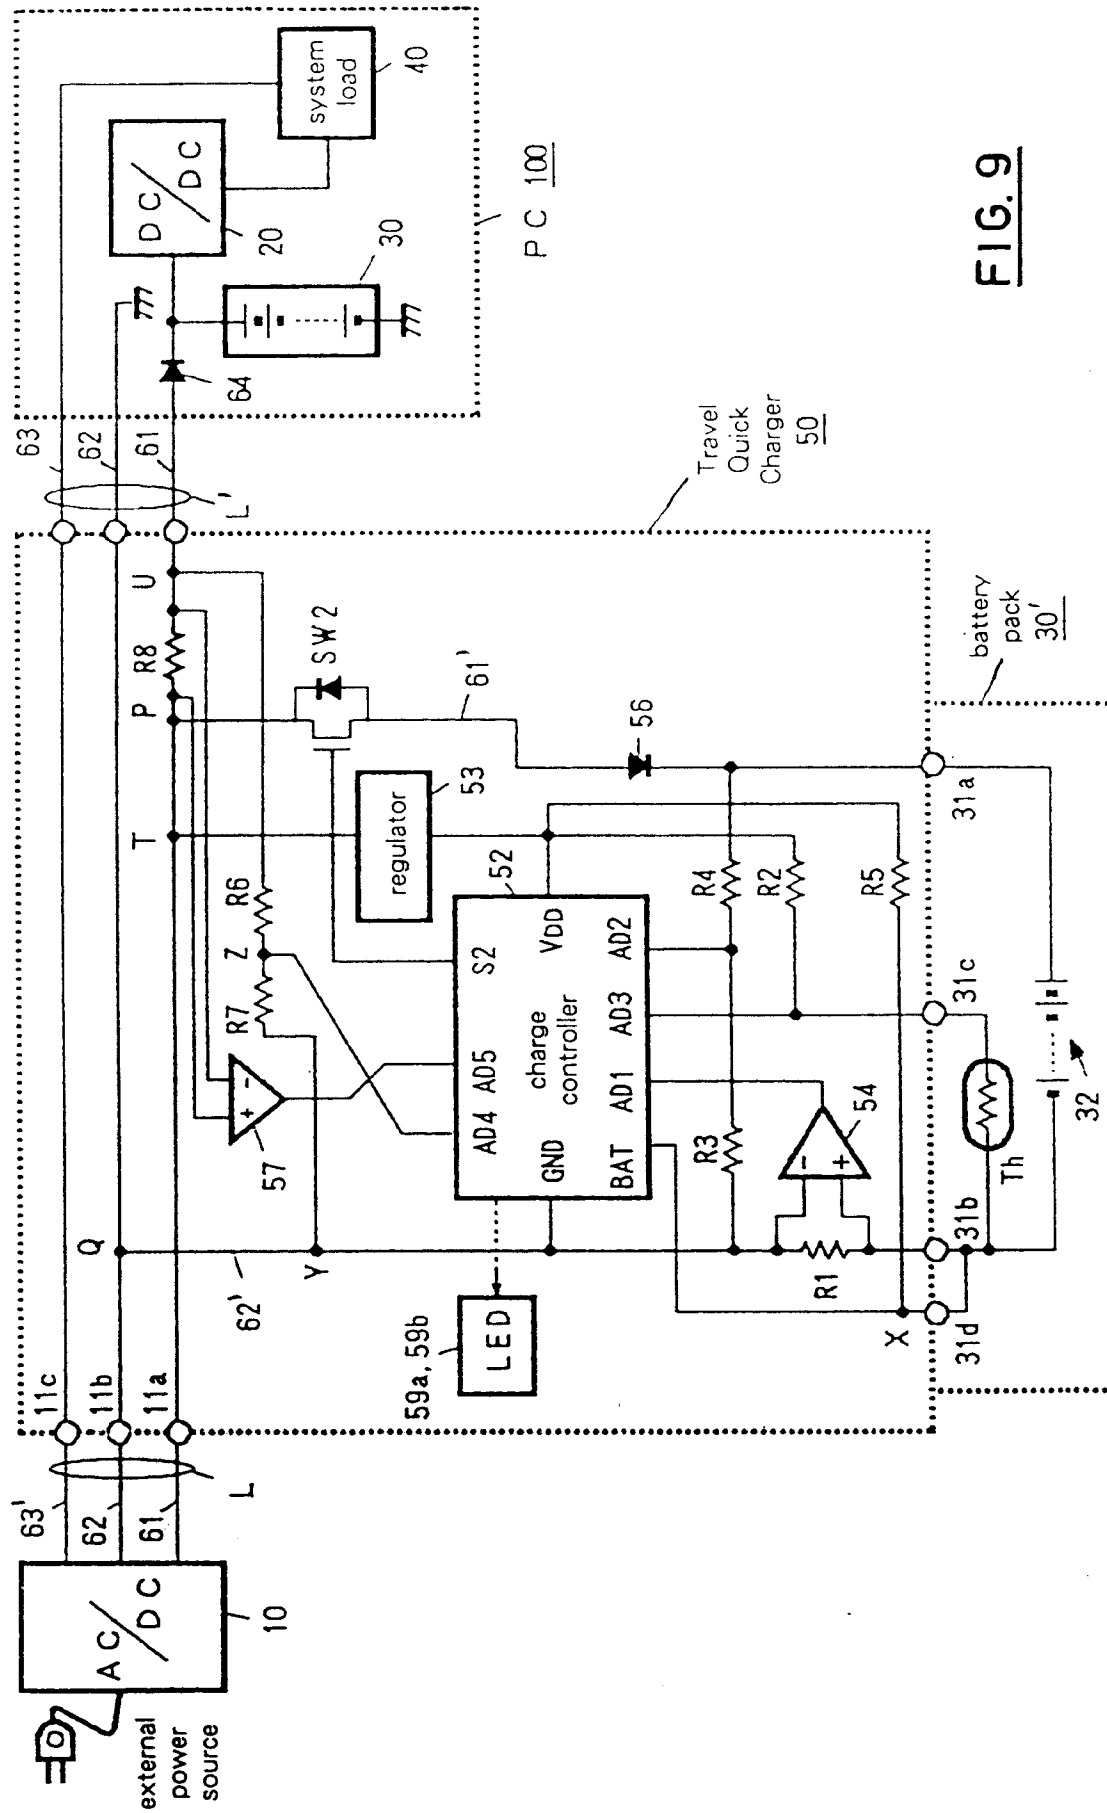 external
power
source
AC/DC
10
63'
62
61
L
11c
11b
11a
Q
62'
Y
LED
59a, 59b
57
+
-
R7
Z
R6
T
P
R8
U
SW2
61'
regulator
53
52
charge
controller
AD4
AD5
S2
GND
VDD
BAT
AD1
AD3
AD2
R3
R4
R2
R5
54
-
+
R1
X
56
31d
31b
31c
31a
Th
32
battery
pack
30'
Travel
Quick
Charger
50
L'
63
62
61
64
DC/DC
20
30
system
load
40
PC 100
FIG. 9